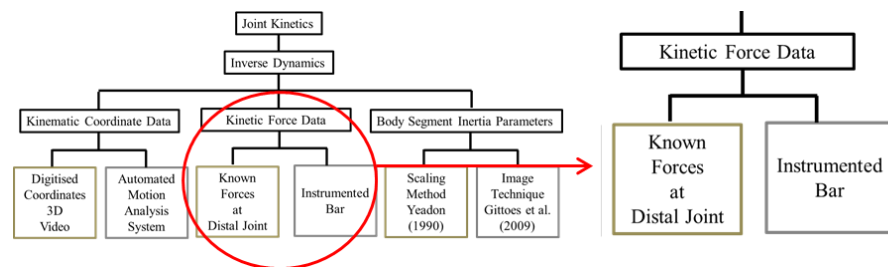 Joint Kinetics
Inverse Dynamics
Kinematic Coordinate Data
Kinetic Force Data
Body Segment Inertia Parameters
Digitised
Coordinates
3D
Video
Automated
Motion
Analysis
System
Known
Forces
at
Distal Joint
Instrumented
Bar
Scaling
Method
Yeadon
(1990)
Image
Technique
Gittoes et al.
(2009)
Kinetic Force Data
Known
Forces
at
Distal Joint
Instrumented
Bar